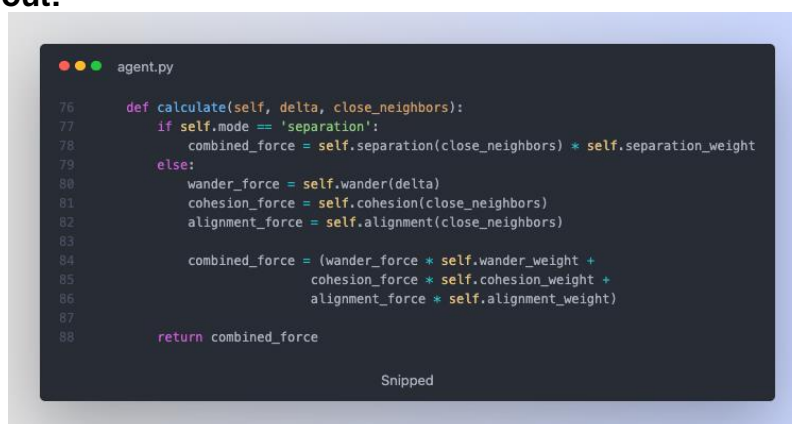 out:
agent.py
76 def calculate(self, delta, close_neighbors):
77 if self.mode == 'separation':
78 combined_force = self.separation(close_neighbors) * self.separation_weight
79 else:
80 wander_force = self.wander(delta)
81 cohesion_force = self.cohesion(close_neighbors)
82 alignment_force = self.alignment(close_neighbors)
83
84 combined_force = (wander_force * self.wander_weight +
85 cohesion_force * self.cohesion_weight +
86 alignment_force * self.alignment_weight)
87
88 return combined_force
Snipped